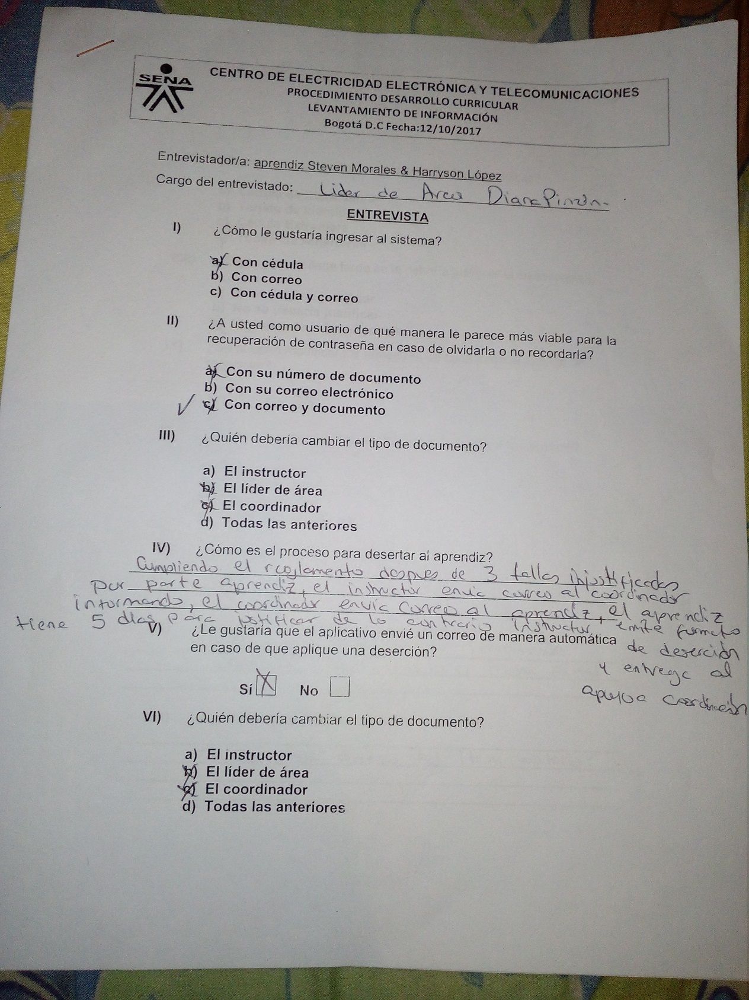 SENA
CENTRO DE ELECTRICIDAD ELECTRÓNICA Y TELECOMUNICACIONES
PROCEDIMIENTO DESARROLLO CURRICULAR
LEVANTAMIENTO DE INFORMACIÓN
Bogotá D.C Fecha:12/10/2017
Entrevistador/a: aprendiz Steven Morales & Harryson López
Cargo del entrevistado: Lider de Area Diana Pinzón.
ENTREVISTA
I) ¿Cómo le gustaría ingresar al sistema?
a) Con cédula
b) Con correo
c) Con cédula y correo
II) ¿A usted como usuario de qué manera le parece más viable para la
recuperación de contraseña en caso de olvidarla o no recordarla?
a) Con su número de documento
b) Con su correo electrónico
c) Con correo y documento
III) ¿Quién debería cambiar el tipo de documento?
a) El instructor
b) El líder de área
c) El coordinador
d) Todas las anteriores
IV) ¿Cómo es el proceso para desertar al aprendiz?
Cumpliendo el reglamento despues de 3 fallas injustificadas
por parte aprendiz, el instructor envia correo al coordinador
informando, el coordinador envia correo al aprendiz, el aprendiz
tiene 5 dias para justificar de lo contrario instructor emite formato
de deserción
y entrega al
apoyo a coordinación
V) ¿Le gustaría que el aplicativo envié un correo de manera automática
en caso de que aplique una deserción?
Sí X No
VI) ¿Quién debería cambiar el tipo de documento?
a) El instructor
b) El líder de área
c) El coordinador
d) Todas las anteriores